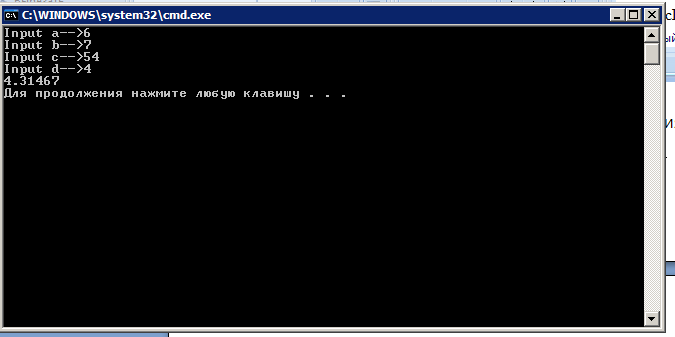 C:\WINDOWS\system32\cmd.exe
Input a-->6
Input b-->7
Input c-->54
Input d-->4
4.31467
Для продолжения нажмите любую клавишу . . .